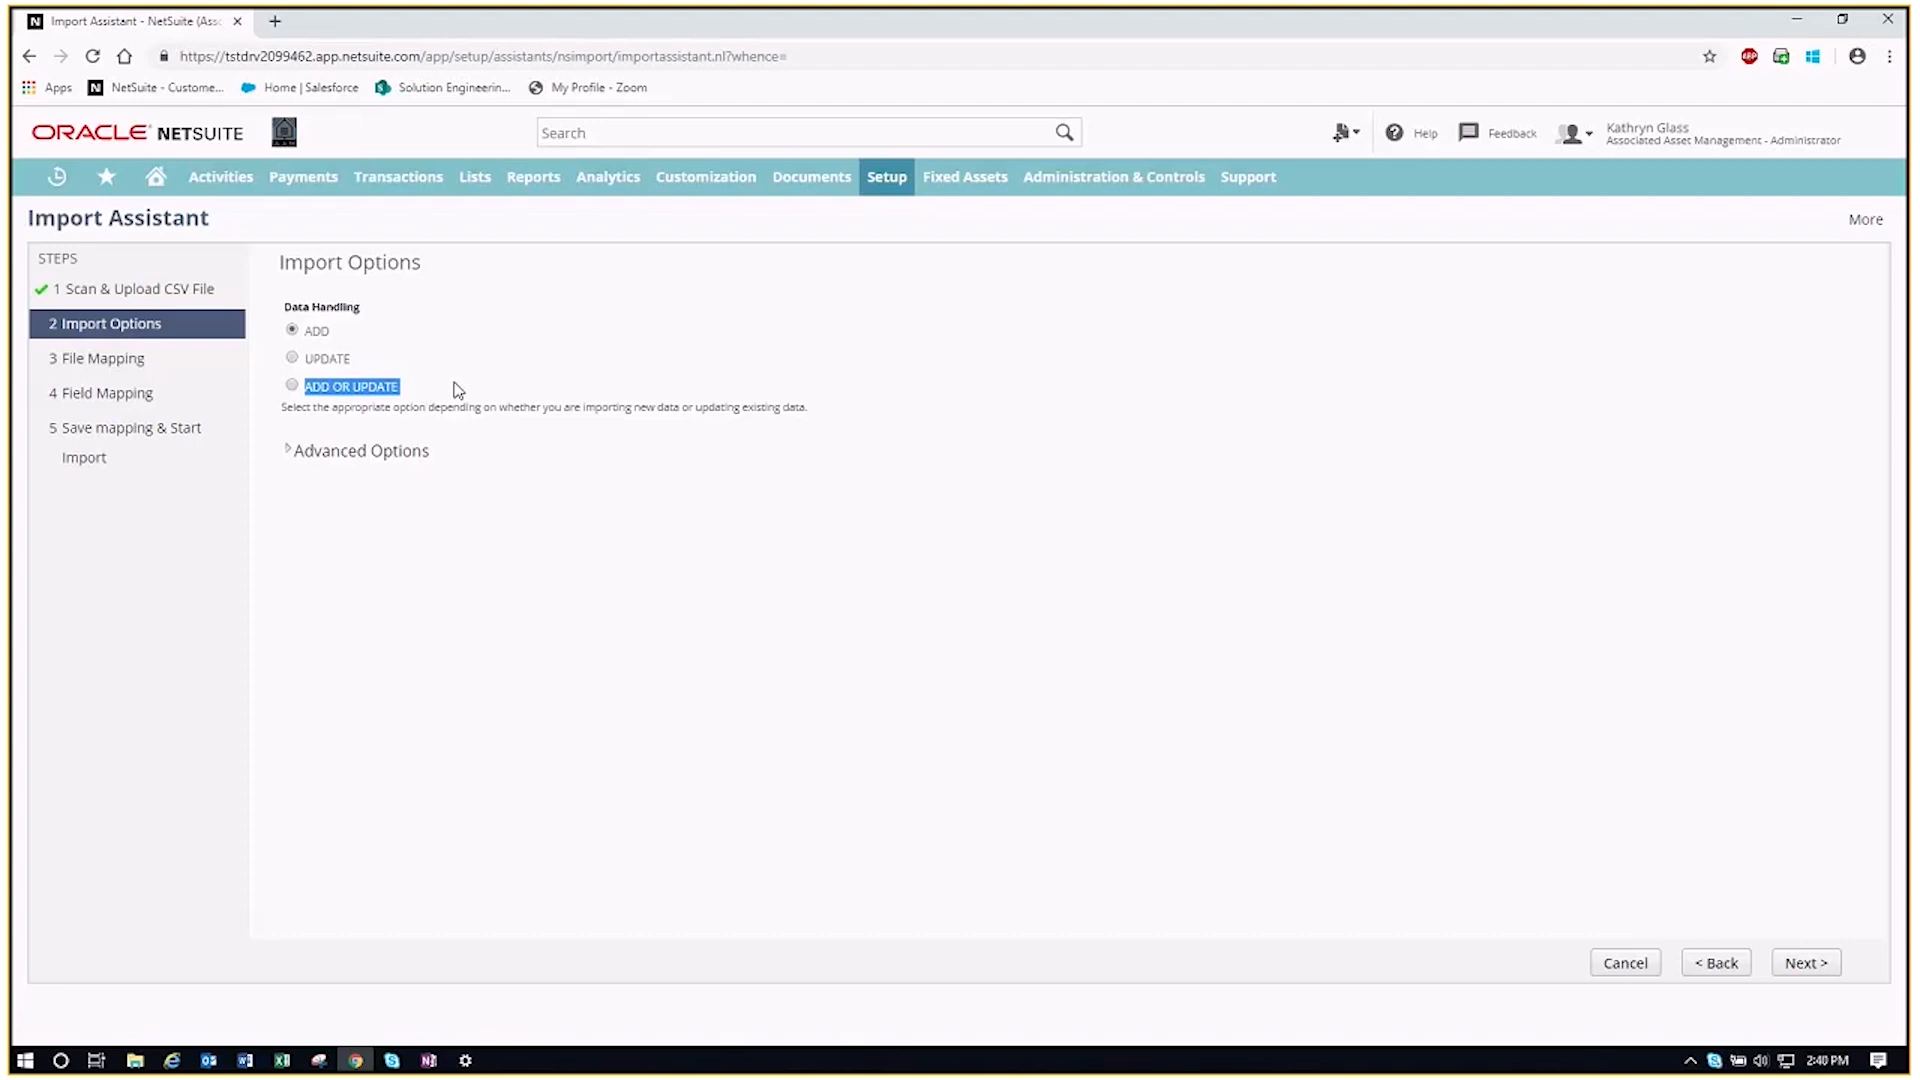 Import Assistant - NetSuite (Asso
https://tstdrv2099462.app.netsuite.com/app/setup/assistants/nsimport/importassistant.nl?whence=
Apps
NetSuite - Custome...
Home | Salesforce
Solution Engineerin...
My Profile - Zoom
ORACLE NETSUITE
Search
Help
Feedback
Kathryn Glass
Associated Asset Management - Administrator
Activities
Payments
Transactions
Lists
Reports
Analytics
Customization
Documents
Setup
Fixed Assets
Administration & Controls
Support
Import Assistant
More
STEPS
1 Scan & Upload CSV File
2 Import Options
3 File Mapping
4 Field Mapping
5 Save mapping & Start
Import
Import Options
Data Handling
ADD
UPDATE
ADD OR UPDATE
Select the appropriate option depending on whether you are importing new data or updating existing data.
Advanced Options
Cancel
< Back
Next >
2:40 PM